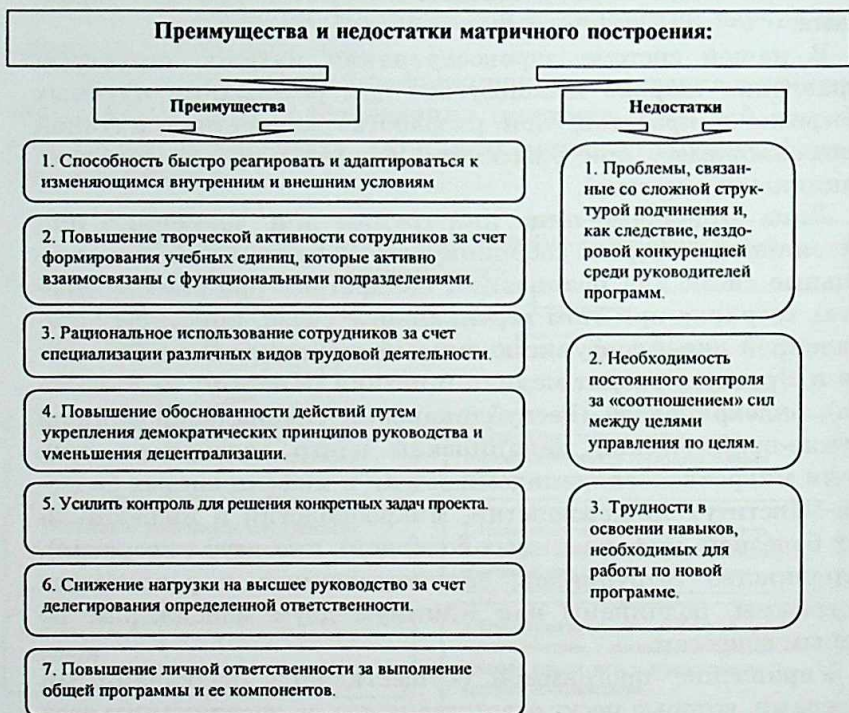 Преимущества и недостатки матричного построения:
Преимущества
1. Способность быстро реагировать и адаптироваться к
изменяющимся внутренним и внешним условиям
2. Повышение творческой активности сотрудников за счет
формирования учебных единиц, которые активно
взаимосвязаны с функциональными подразделениями.
3. Рациональное использование сотрудников за счет
специализации различных видов трудовой деятельности.
4. Повышение обоснованности действий путем
укрепления демократических принципов руководства и
уменьшения децентрализации.
5. Усилить контроль для решения конкретных задач проекта.
6. Снижение нагрузки на высшее руководство за счет
делегирования определенной ответственности.
7. Повышение личной ответственности за выполнение
общей программы и ее компонентов.
Недостатки
1. Проблемы, связан-
ные со сложной струк-
турой подчинения и,
как следствие, нездо-
ровой конкуренцией
среди руководителей
программ.
2. Необходимость
постоянного контроля
за «соотношением» сил
между целями
управления по целям.
3. Трудности в
освоении навыков,
необходимых для
работы по новой
программе.